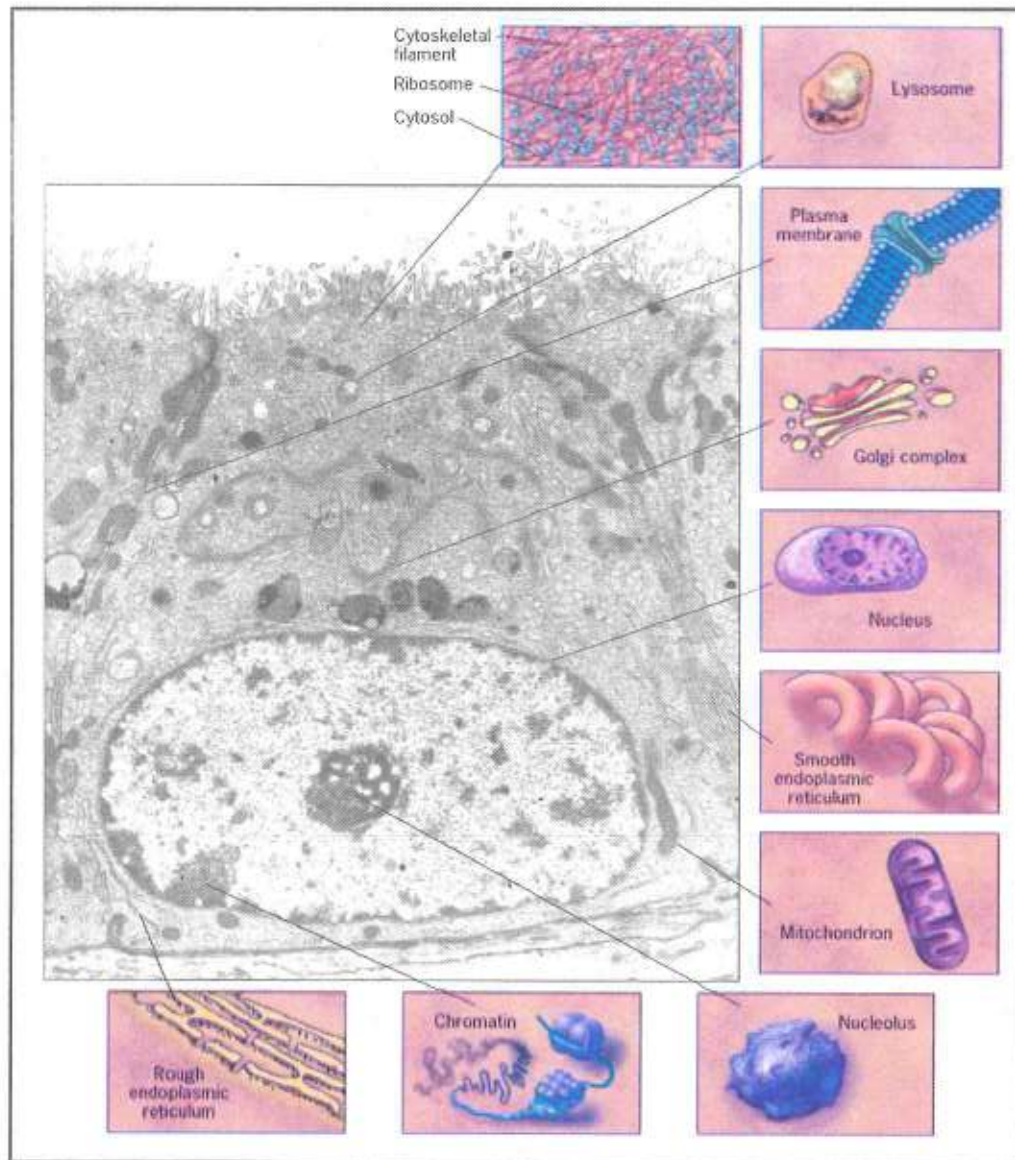 Cytoskeletal
filament
Ribosome
Cytosol
Lysosome
Plasma
membrane
Golgi complex
Nucleus
Smooth
endoplasmic
reticulum
Mitochondrion
Rough
endoplasmic
reticulum
Chromatin
Nucleolus